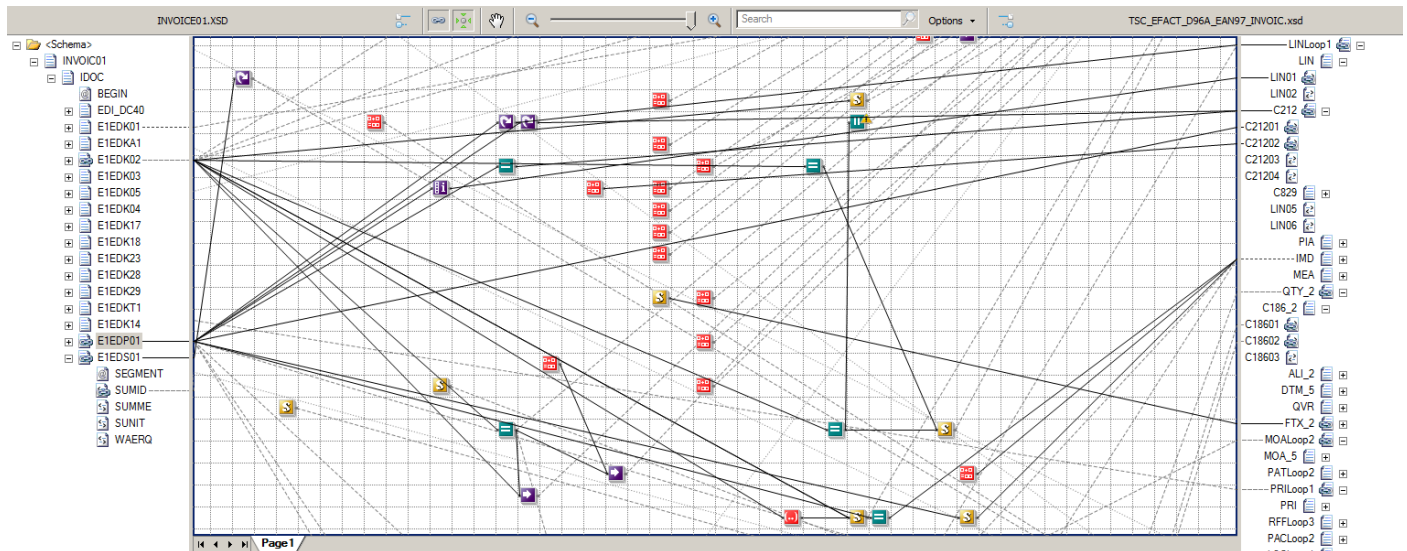 INVOICE01.XSD
Search
Options
TSC_EFACT_D96A_EAN97_INVOIC.xsd
<Schema>
INVOIC01
IDOC
BEGIN
EDI_DC40
E1EDK01
E1EDKA1
E1EDK02
E1EDK03
E1EDK05
E1EDK04
E1EDK17
E1EDK18
E1EDK23
E1EDK28
E1EDK29
E1EDKT1
E1EDK14
E1EDP01
E1EDS01
SEGMENT
SUMID
SUMME
SUNIT
WAERQ
Page1
LINLoop1
LIN
LIN01
LIN02
C212
C21201
C21202
C21203
C21204
C829
LIN05
LIN06
PIA
IMD
MEA
QTY_2
C186_2
C18601
C18602
C18603
ALI_2
DTM_5
QVR
FTX_2
MOALoop2
MOA_5
PATLoop2
PRILoop1
PRI
RFFLoop3
PACLoop2